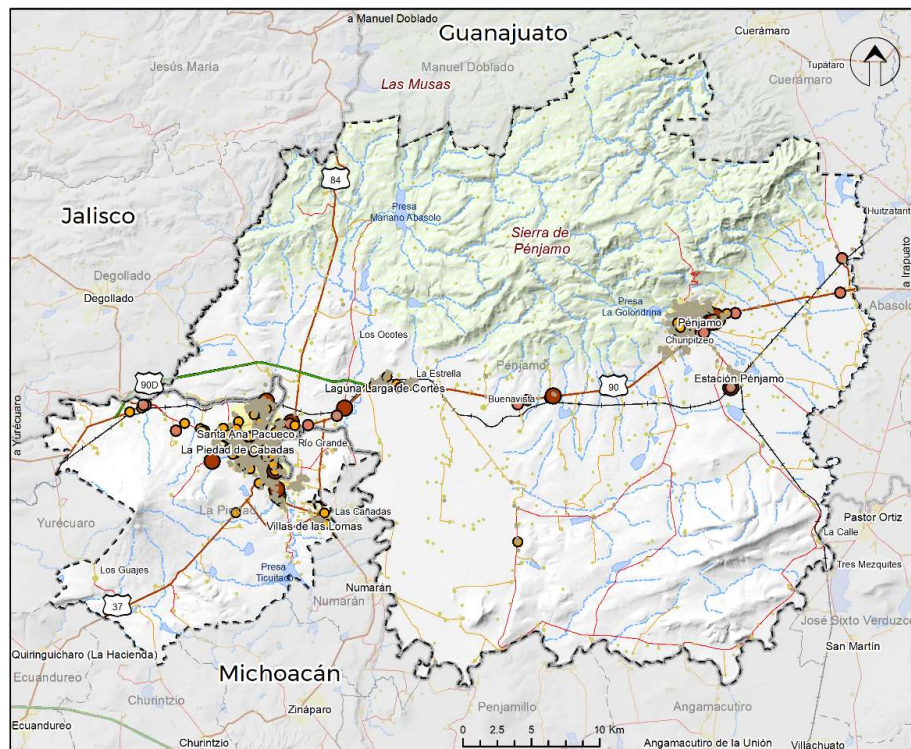 a Manuel Doblado
Guanajuato
Cuerámaro
Jesús María
Manuel Doblado
Tupátaro
Cuerámaro
Las Musas
84
Jalisco
Presa
Mariano Abasolo
Huitzatarit
Sierra de
Pénjamo
a Irapuato
Degollado
Degollado
Presa
La Golondrina
Abasolo
Pénjamo
Churipitzeo
Los Ocotes
La Estrella
Pénjamo
Estación Pénjamo
90D
Laguna Larga de Cortés
90
Buenavista
a Yurécuaro
Santa Ana Pacueco
Río Grande
La Piedad de Cabadas
La Piedad
Las Cañadas
Yurécuaro
Villas de las Lomas
Pastor Ortiz
La Calle
Los Guajes
Presa
Ticuitaco
Tres Mezquites
Numarán
37
Numarán
José Sixto Verduzco
San Martín
Quiringuicharo (La Hacienda)
Michoacán
Ecuandureo
Churintzio
Zináparo
Penjamillo
Angamacutiro
0 2.5 5 10 Km
Ecuandureo
Churintzio
Angamacutiro de la Unión
Villachuato